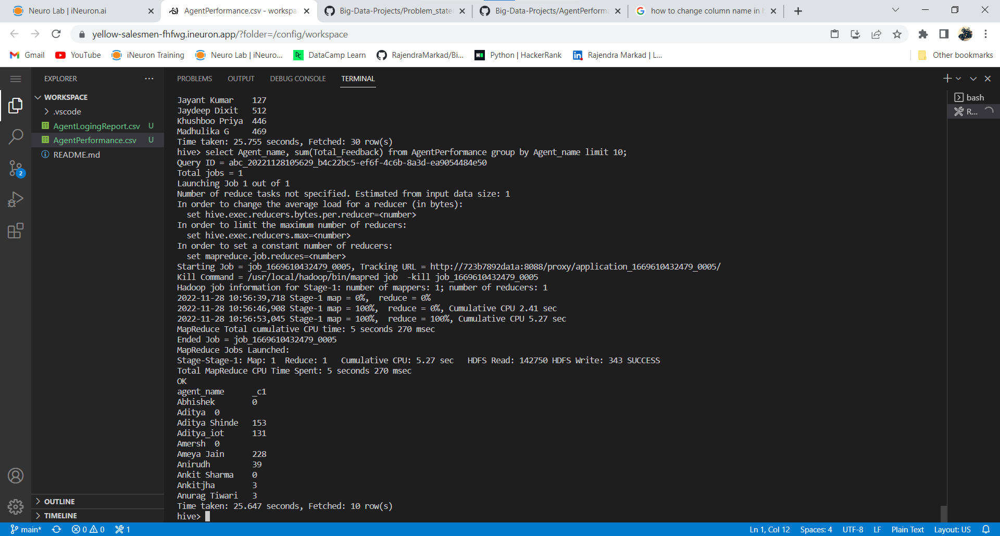 Neuro Lab | iNeuron.ai
AgentPerformance.csv - workspa
Big-Data-Projects/Problem_state
Big-Data-Projects/AgentPerforma
how to change column name in h
yellow-salesmen-fhfwg.ineuron.app/?folder=/config/workspace
Gmail
YouTube
iNeuron Training
Neuro Lab | iNeuro...
DataCamp Learn
RajendraMarkad/Bi...
Python | HackerRank
Rajendra Markad | L...
Other bookmarks
EXPLORER
WORKSPACE
.vscode
AgentLogingReport.csv U
AgentPerformance.csv U
README.md
2
OUTLINE
TIMELINE
PROBLEMS
OUTPUT
DEBUG CONSOLE
TERMINAL
bash
R...
Jayant Kumar 127
Jaydeep Dixit 512
Khushboo Priya 446
Madhulika G 469
Time taken: 25.755 seconds, Fetched: 30 row(s)
hive> select Agent_name, sum(Total_Feedback) from AgentPerformance group by Agent_name limit 10;
Query ID = abc_20221128105629_b4c22bc5-ef6f-4c6b-8a3d-ea9054484e50
Total jobs = 1
Launching Job 1 out of 1
Number of reduce tasks not specified. Estimated from input data size: 1
In order to change the average load for a reducer (in bytes):
set hive.exec.reducers.bytes.per.reducer=<number>
In order to limit the maximum number of reducers:
set hive.exec.reducers.max=<number>
In order to set a constant number of reducers:
set mapreduce.job.reduces=<number>
Starting Job = job_1669610432479_0005, Tracking URL = http://723b7892da1a:8088/proxy/application_1669610432479_0005/
Kill Command = /usr/local/hadoop/bin/mapred job -kill job_1669610432479_0005
Hadoop job information for Stage-1: number of mappers: 1; number of reducers: 1
2022-11-28 10:56:39,718 Stage-1 map = 0%, reduce = 0%
2022-11-28 10:56:46,908 Stage-1 map = 100%, reduce = 0%, Cumulative CPU 2.41 sec
2022-11-28 10:56:53,045 Stage-1 map = 100%, reduce = 100%, Cumulative CPU 5.27 sec
MapReduce Total cumulative CPU time: 5 seconds 270 msec
Ended Job = job_1669610432479_0005
MapReduce Jobs Launched:
Stage-Stage-1: Map: 1 Reduce: 1 Cumulative CPU: 5.27 sec HDFS Read: 142750 HDFS Write: 343 SUCCESS
Total MapReduce CPU Time Spent: 5 seconds 270 msec
OK
agent_name _c1
Abhishek 0
Aditya 0
Aditya Shinde 153
Aditya_iot 131
Amersh 0
Ameya Jain 228
Anirudh 39
Ankit Sharma 0
Ankitjha 3
Anurag Tiwari 3
Time taken: 25.647 seconds, Fetched: 10 row(s)
hive>
main* 0 0 1 Ln 1, Col 12 Spaces: 4 UTF-8 LF Plain Text Layout: US